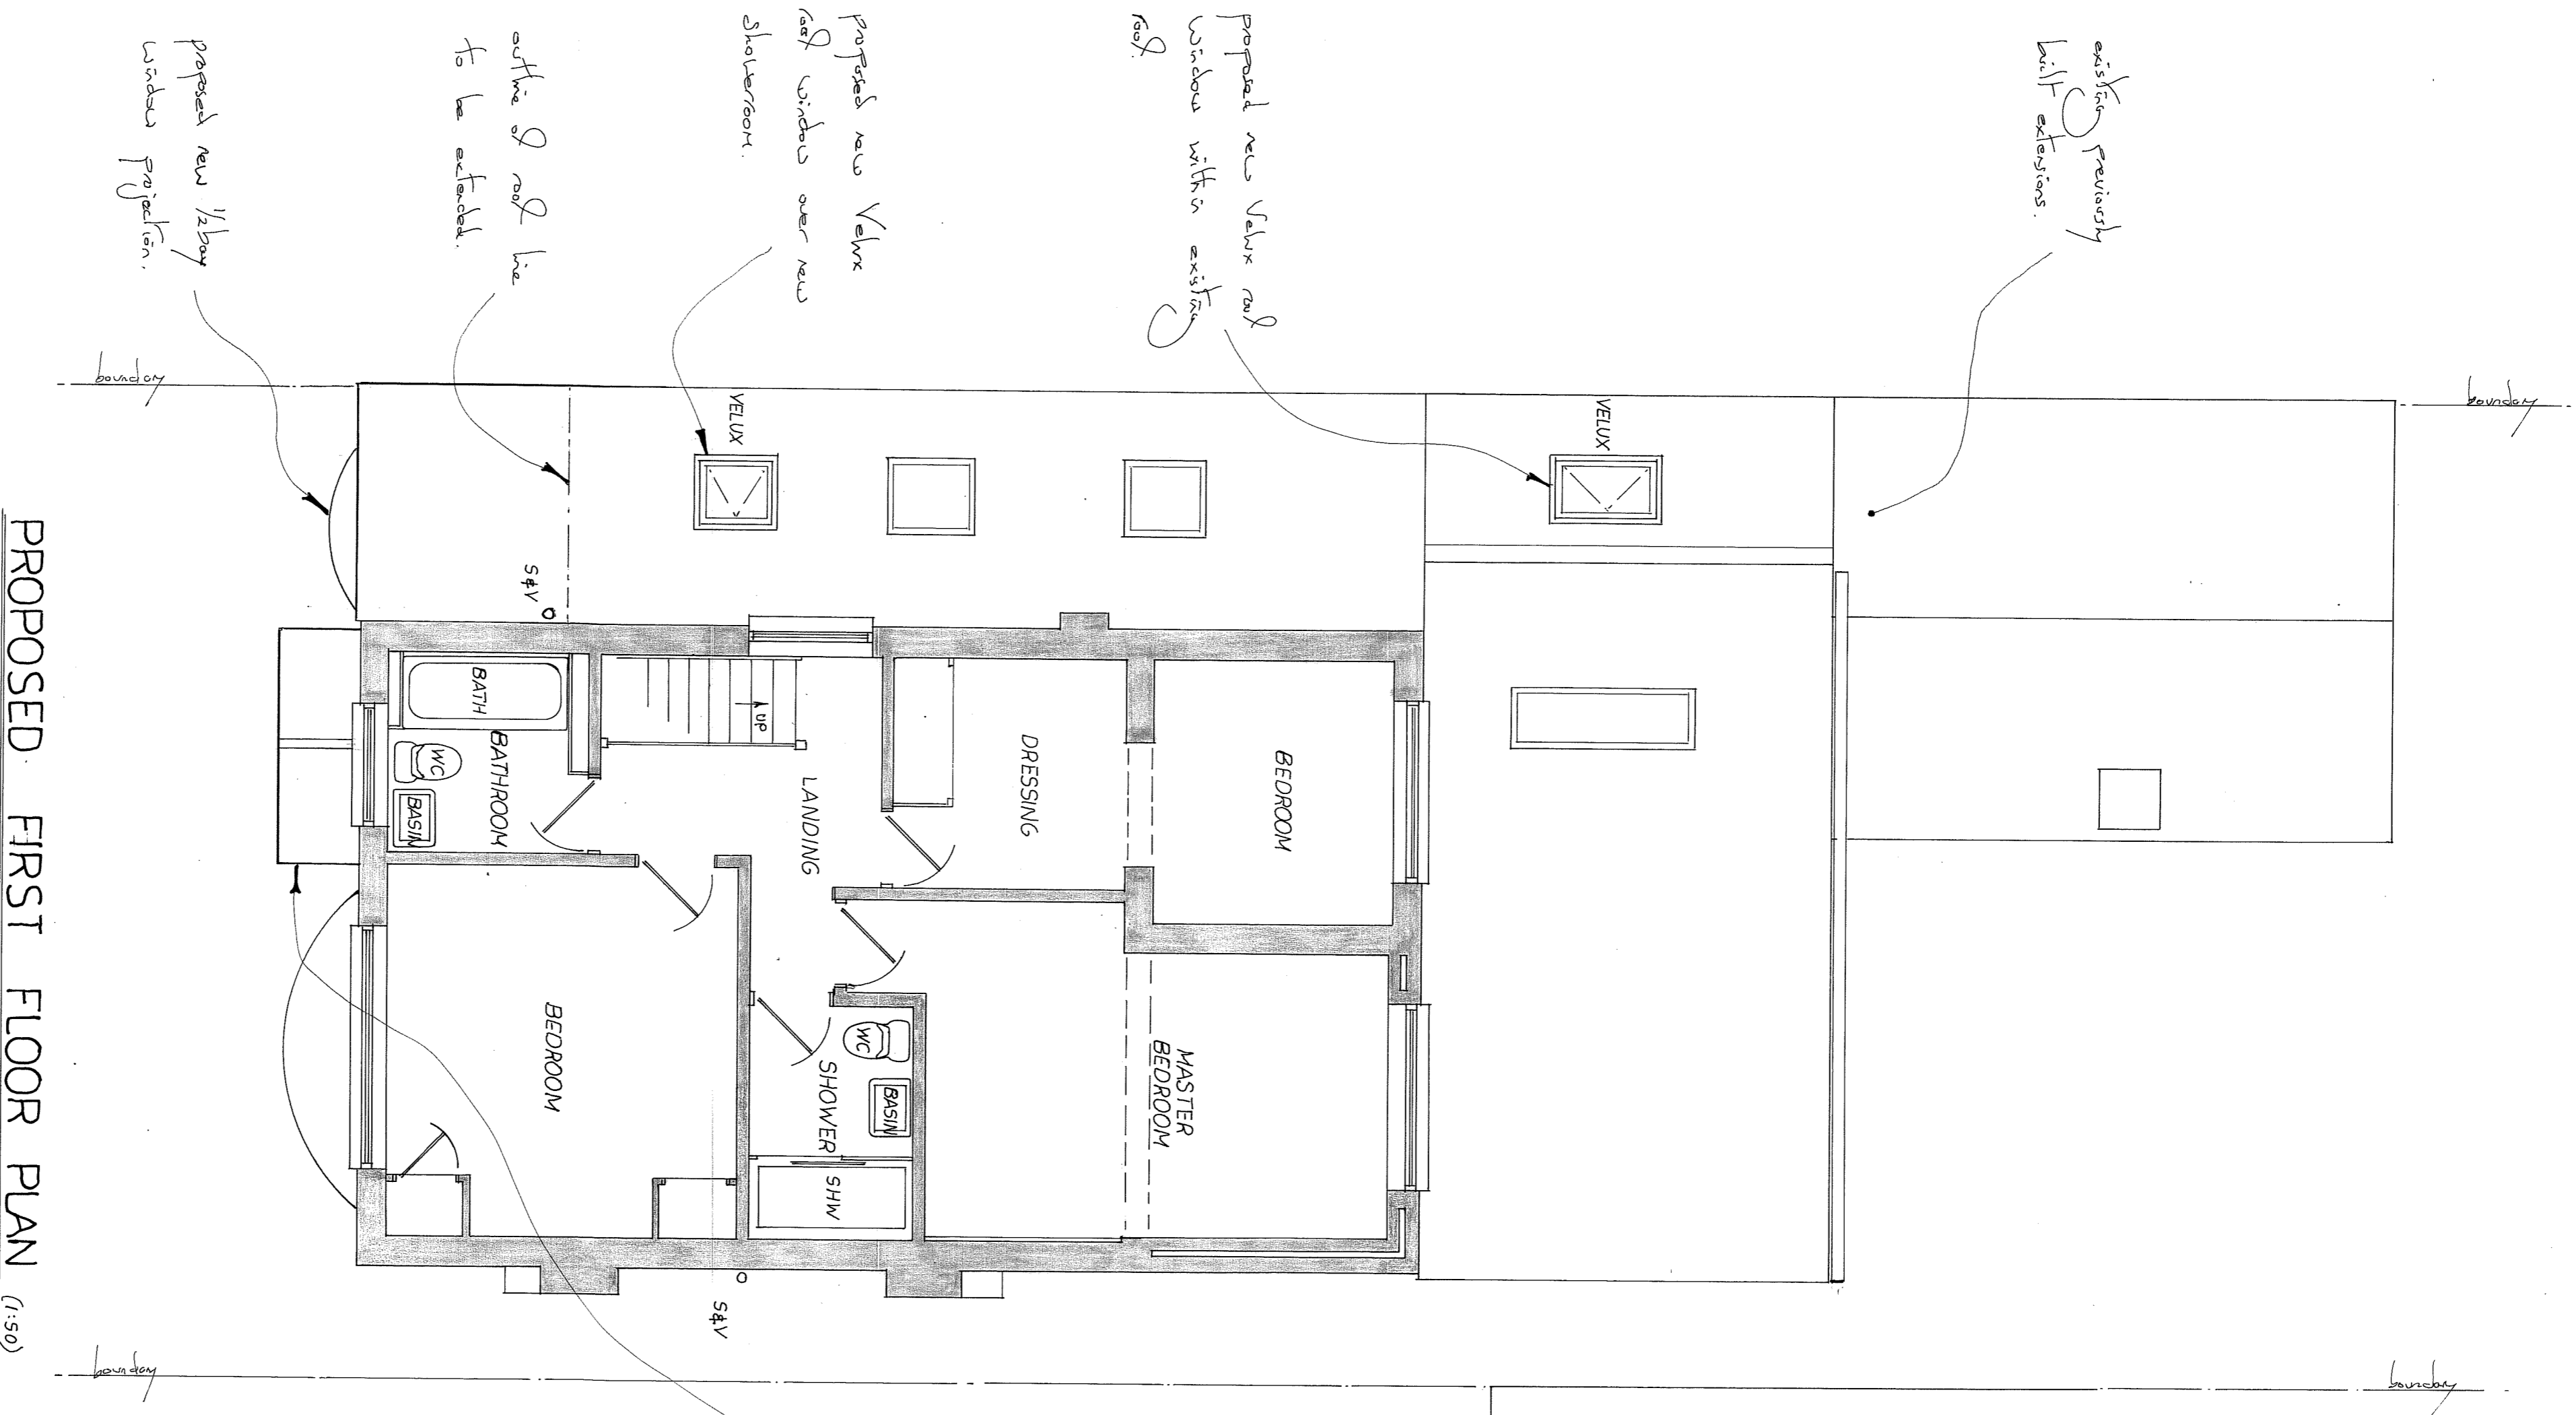 existing previously
built extensions.
proposed new Velux roof
window within existing
roof.
proposed new Velux
roof window over new
showerroom.
outline of roof line
to be extended.
proposed new 1/2 bay
window projection.
boundary
boundary
VELUX
VELUX
S&V
BATH
UP
WC
BASIN
BATHROOM
LANDING
DRESSING
BEDROOM
BEDROOM
MASTER
BEDROOM
WC
BASIN
SHOWER
SHW
S&V
boundary
boundary
PROPOSED FIRST FLOOR PLAN (1:50)